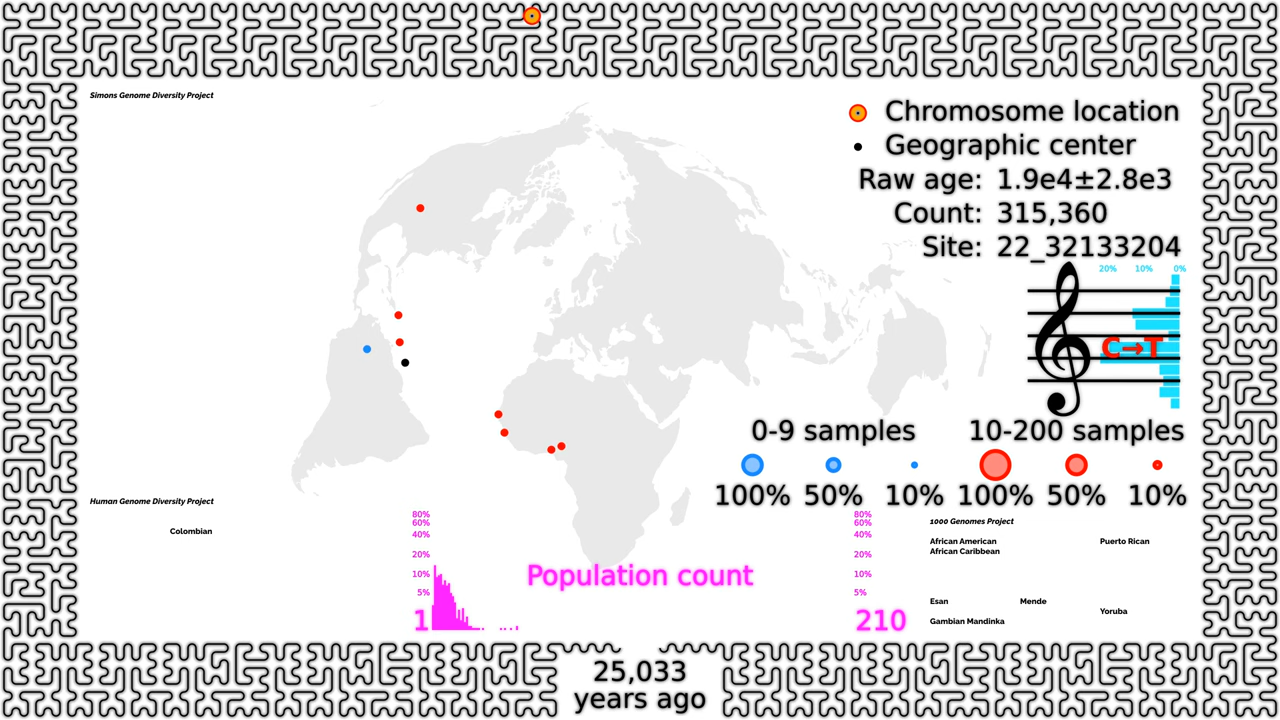 Simons Genome Diversity Project
Chromosome location
Geographic center
Raw age: 1.9e4±2.8e3
Count: 315,360
Site: 22_32133204
20% 10% 0%
C→T
0-9 samples 10-200 samples
100% 50% 10% 100% 50% 10%
Human Genome Diversity Project
Colombian
80%
60%
40%
20%
10%
5%
1
Population count
80%
60%
40%
20%
10%
5%
210
1000 Genomes Project
African American Puerto Rican
African Caribbean
Esan Mende
Yoruba
Gambian Mandinka
25,033
years ago